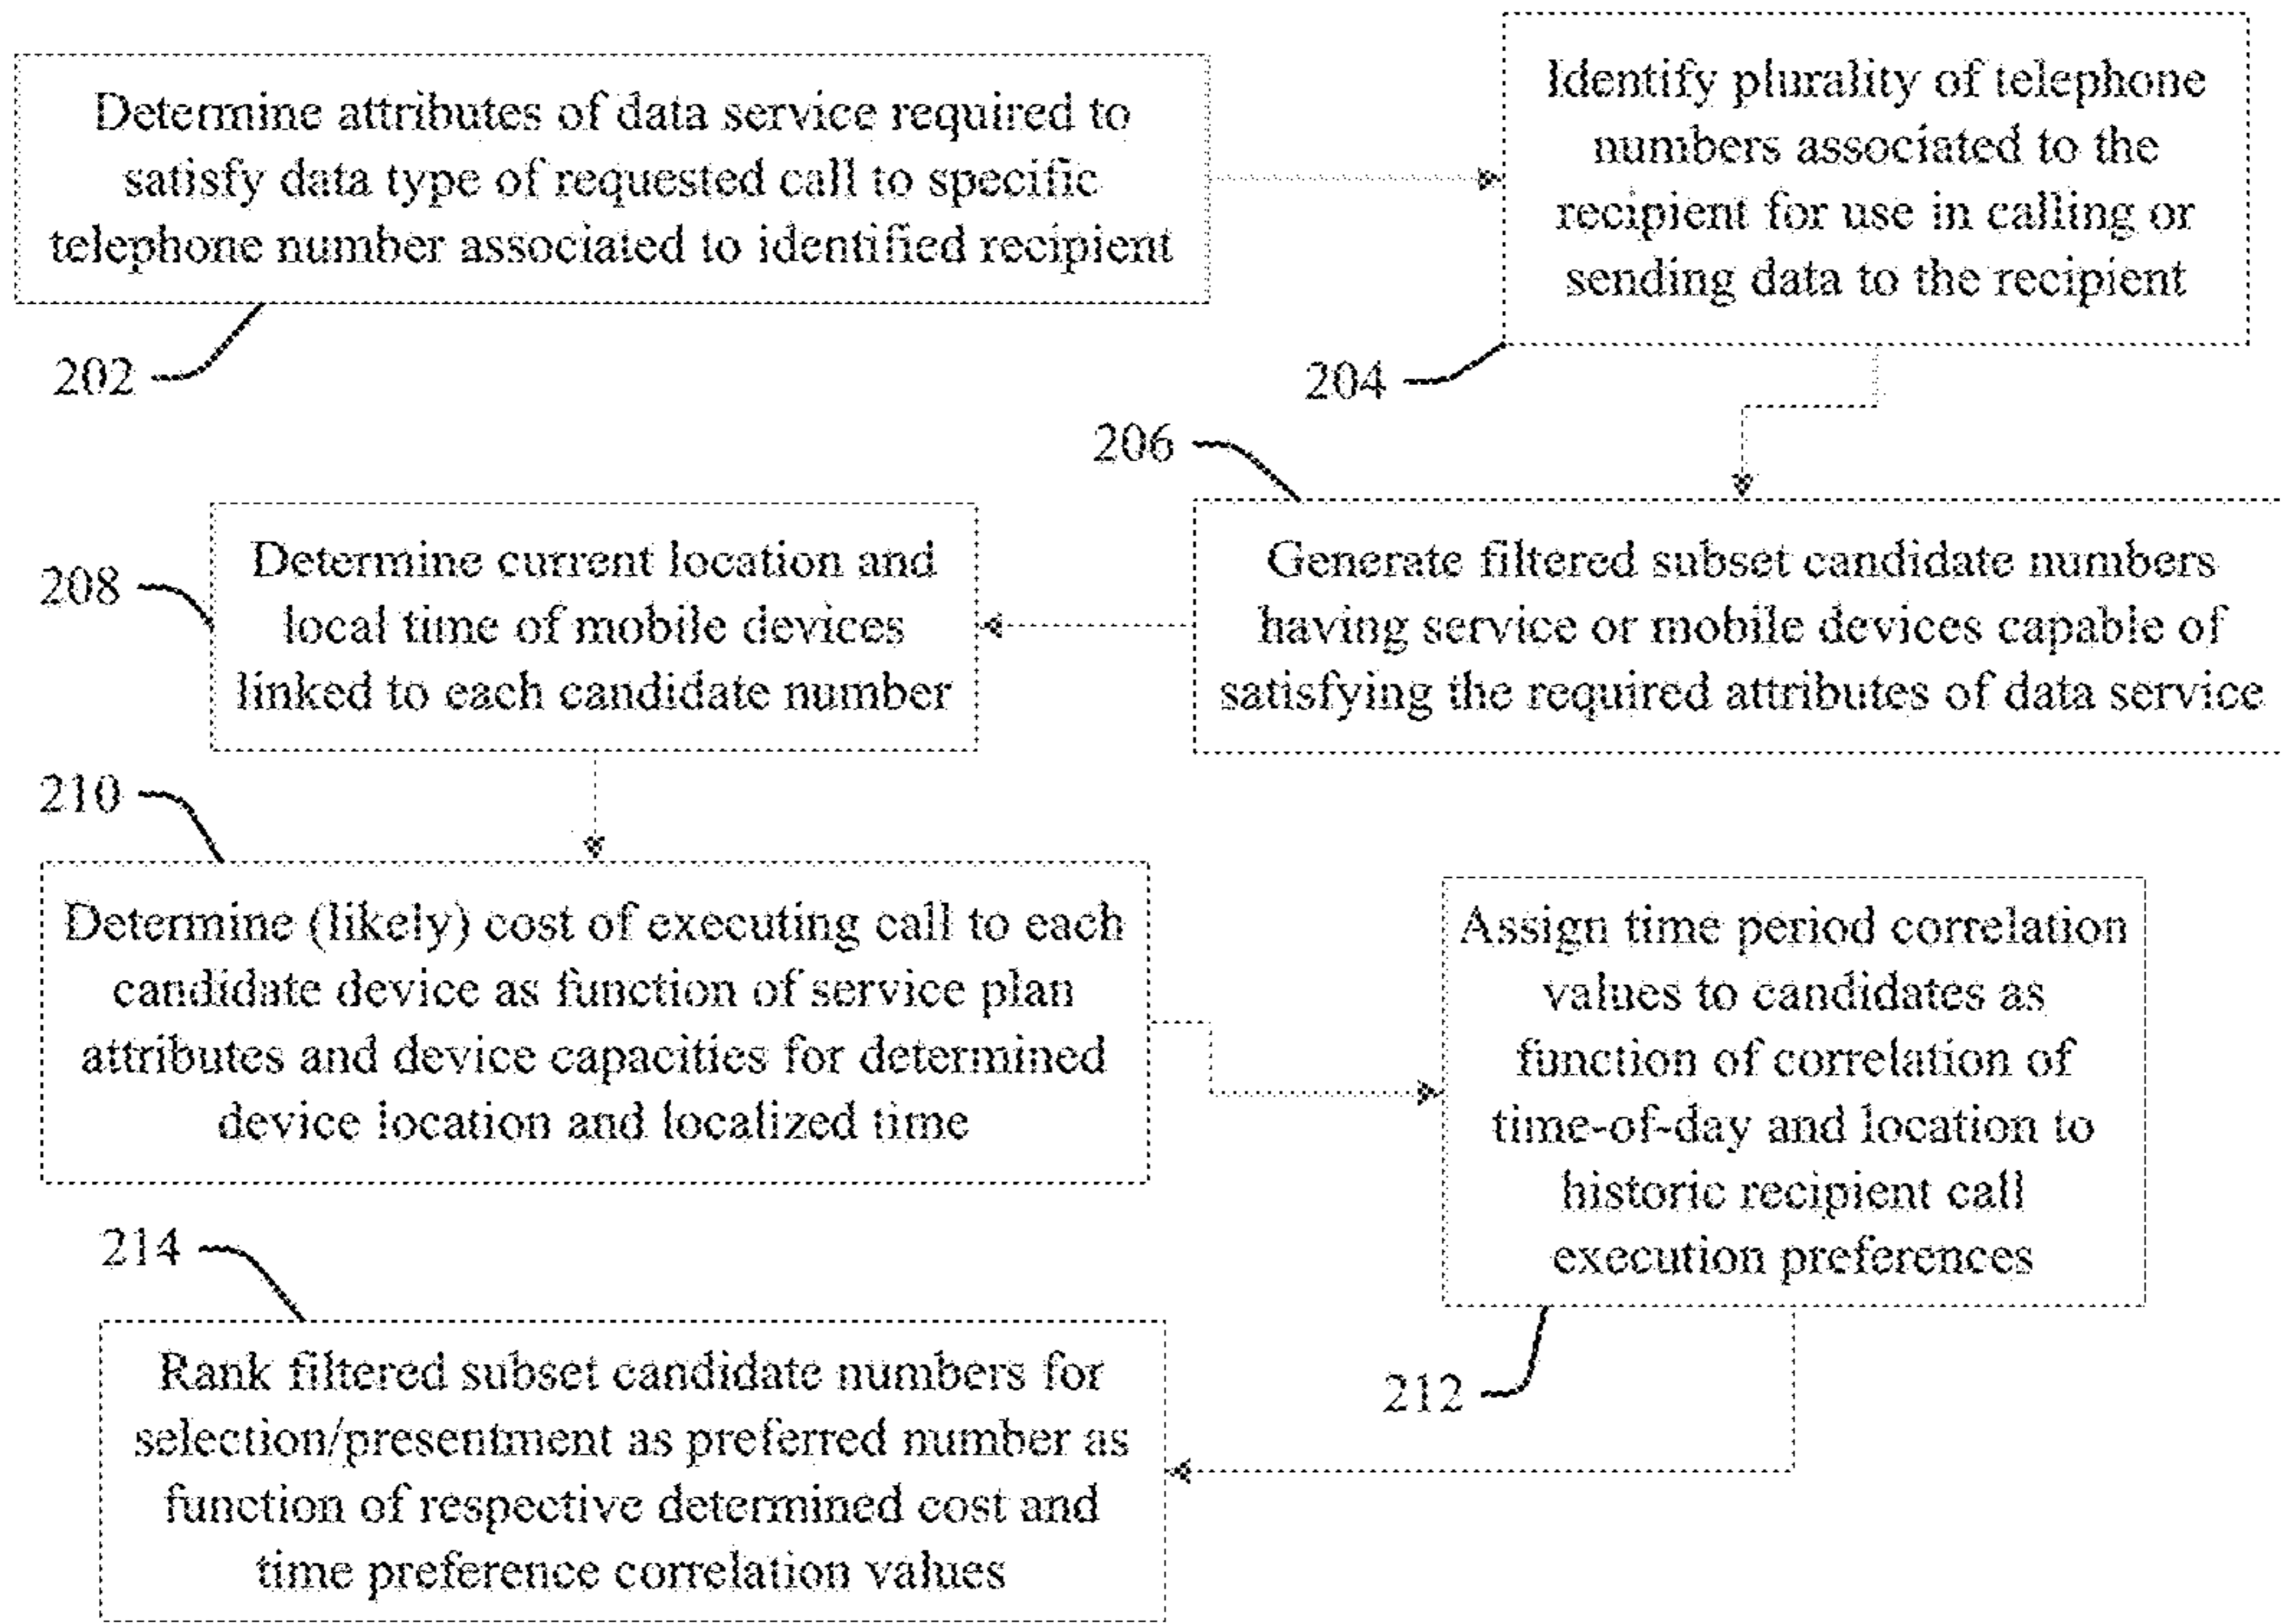 Determine attributes of data service required to
satisfy data type of requested call to specific
telephone number associated to identified recipient
202
Identify plurality of telephone
numbers associated to the
recipient for use in calling or
sending data to the recipient
204
206
Generate filtered subset candidate numbers
having service or mobile devices capable of
satisfying the required attributes of data service
208
Determine current location and
local time of mobile devices
linked to each candidate number
210
Determine (likely) cost of executing call to each
candidate device as function of service plan
attributes and device capacities for determined
device location and localized time
Assign time period correlation
values to candidates as
function of correlation of
time-of-day and location to
historic recipient call
execution preferences
212
214
Rank filtered subset candidate numbers for
selection/presentment as preferred number as
function of respective determined cost and
time preference correlation values